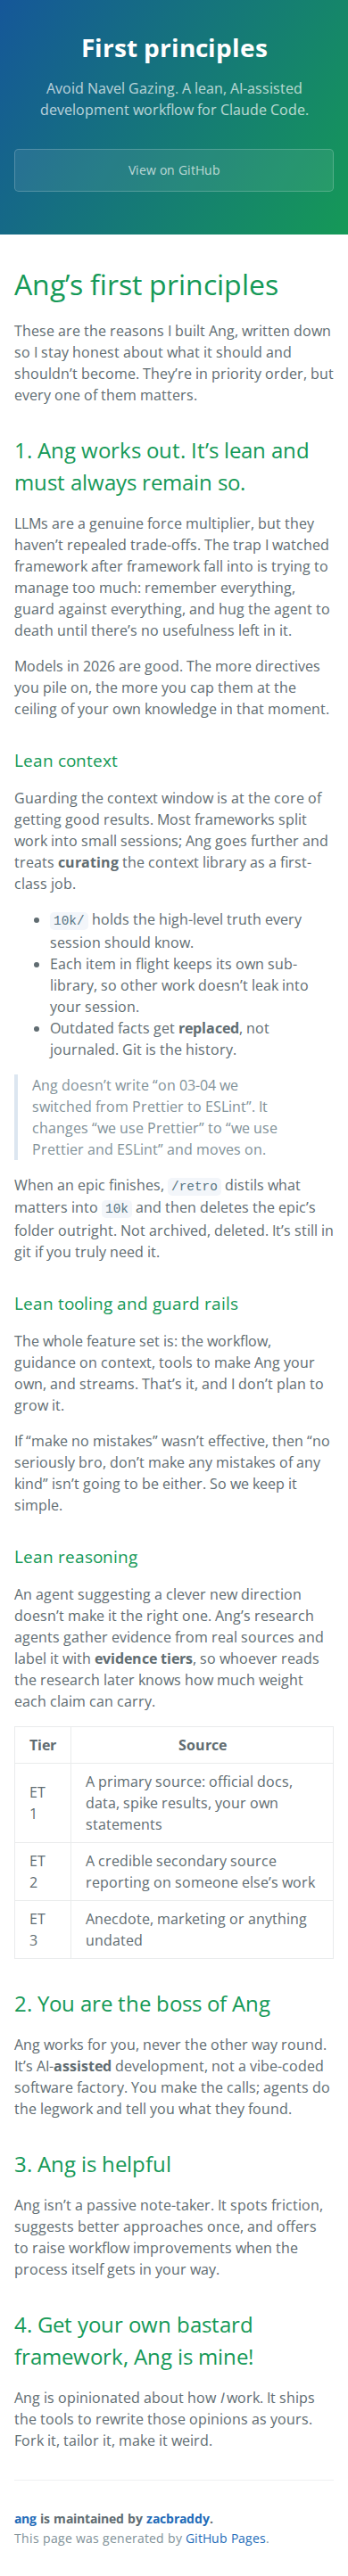 First principles
Avoid Navel Gazing. A lean, AI-assisted
development workflow for Claude Code.
View on GitHub
Ang’s first principles
These are the reasons I built Ang, written down
so I stay honest about what it should and
shouldn’t become. They’re in priority order, but
every one of them matters.
1. Ang works out. It’s lean and
must always remain so.
LLMs are a genuine force multiplier, but they
haven’t repealed trade-offs. The trap I watched
framework after framework fall into is trying to
manage too much: remember everything,
guard against everything, and hug the agent to
death until there’s no usefulness left in it.
Models in 2026 are good. The more directives
you pile on, the more you cap them at the
ceiling of your own knowledge in that moment.
Lean context
Guarding the context window is at the core of
getting good results. Most frameworks split
work into small sessions; Ang goes further and
treats curating the context library as a first-
class job.
• 10k/ holds the high-level truth every
session should know.
• Each item in flight keeps its own sub-
library, so other work doesn’t leak into
your session.
• Outdated facts get replaced, not
journaled. Git is the history.
Ang doesn’t write “on 03-04 we
switched from Prettier to ESLint”. It
changes “we use Prettier” to “we use
Prettier and ESLint” and moves on.
When an epic finishes, /retro distils what
matters into 10k and then deletes the epic’s
folder outright. Not archived, deleted. It’s still in
git if you truly need it.
Lean tooling and guard rails
The whole feature set is: the workflow,
guidance on context, tools to make Ang your
own, and streams. That’s it, and I don’t plan to
grow it.
If “make no mistakes” wasn’t effective, then “no
seriously bro, don’t make any mistakes of any
kind” isn’t going to be either. So we keep it
simple.
Lean reasoning
An agent suggesting a clever new direction
doesn’t make it the right one. Ang’s research
agents gather evidence from real sources and
label it with evidence tiers, so whoever reads
the research later knows how much weight
each claim can carry.
Tier Source
ET 1 A primary source: official docs,
data, spike results, your own
statements
ET 2 A credible secondary source
reporting on someone else’s work
ET 3 Anecdote, marketing or anything
undated
2. You are the boss of Ang
Ang works for you, never the other way round.
It’s AI-assisted development, not a vibe-coded
software factory. You make the calls; agents do
the legwork and tell you what they found.
3. Ang is helpful
Ang isn’t a passive note-taker. It spots friction,
suggests better approaches once, and offers
to raise workflow improvements when the
process itself gets in your way.
4. Get your own bastard
framework, Ang is mine!
Ang is opinionated about how I work. It ships
the tools to rewrite those opinions as yours.
Fork it, tailor it, make it weird.
ang is maintained by zacbraddy.
This page was generated by GitHub Pages.